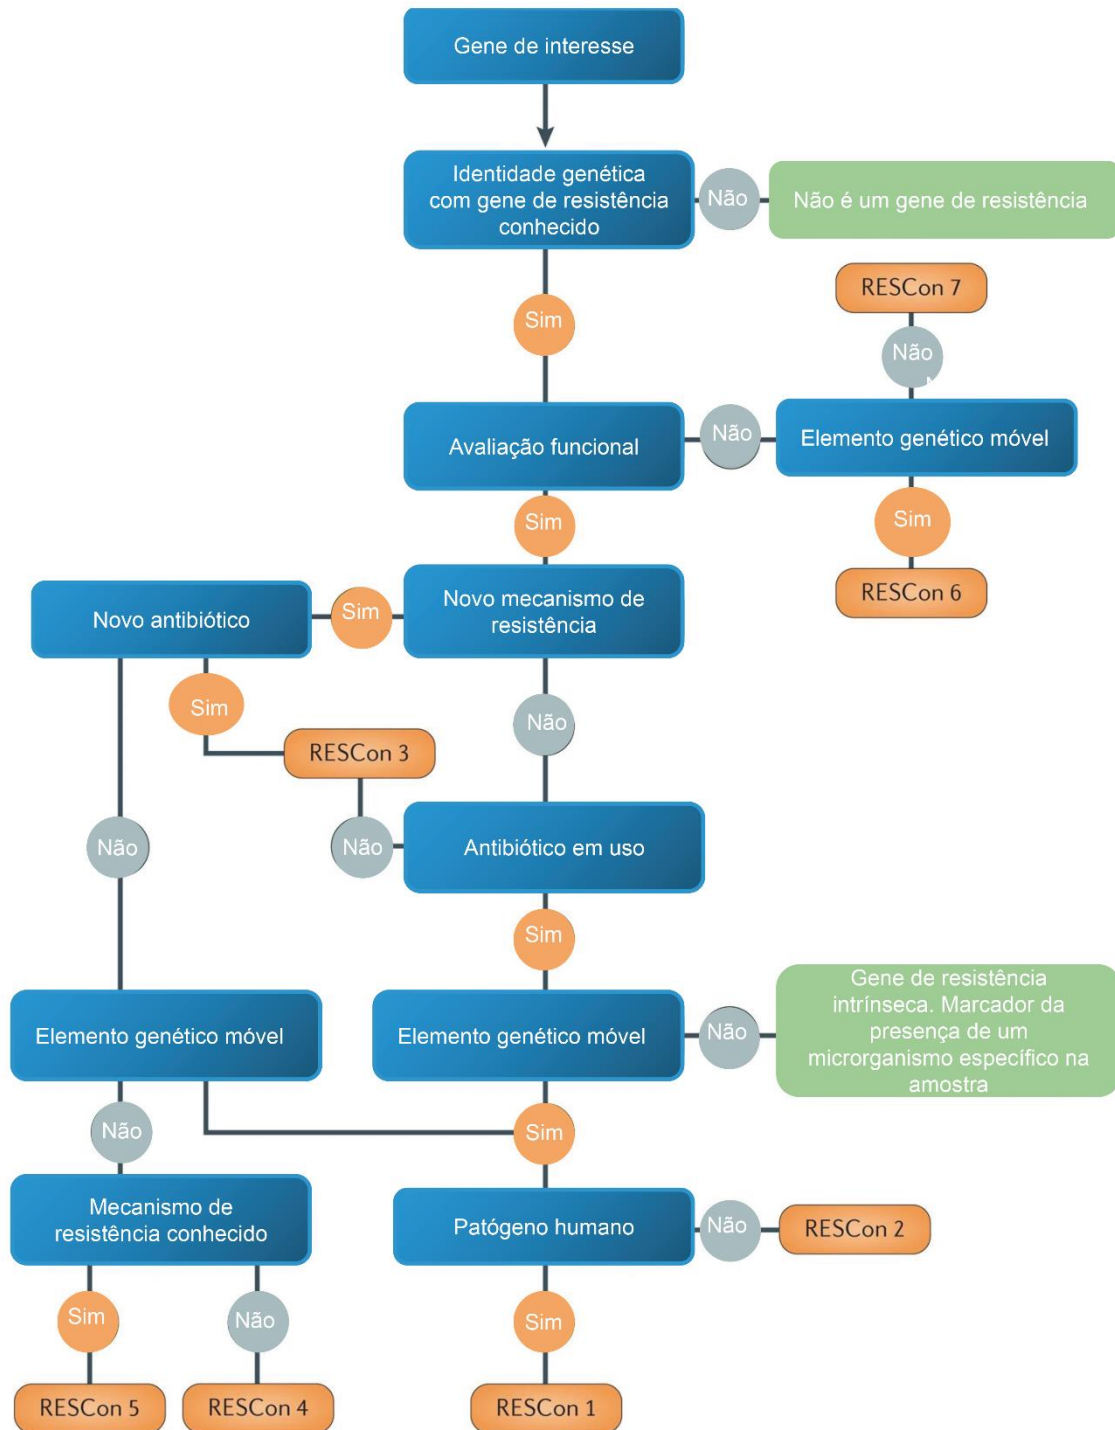 Gene de interesse
Identidade genética
com gene de resistência
conhecido
Não
Não é um gene de resistência
Sim
RESCon 7
Não
Avaliação funcional
Não
Elemento genético móvel
Sim
Sim
RESCon 6
Novo antibiótico
Sim
Novo mecanismo de
resistência
Sim
Não
RESCon 3
Não
Não
Antibiótico em uso
Sim
Elemento genético móvel
Elemento genético móvel
Não
Gene de resistência
intrínseca. Marcador da
presença de um
microrganismo específico na
amostra
Não
Sim
Mecanismo de
resistência conhecido
Patógeno humano
Não
RESCon 2
Sim
Não
Sim
RESCon 5
RESCon 4
RESCon 1